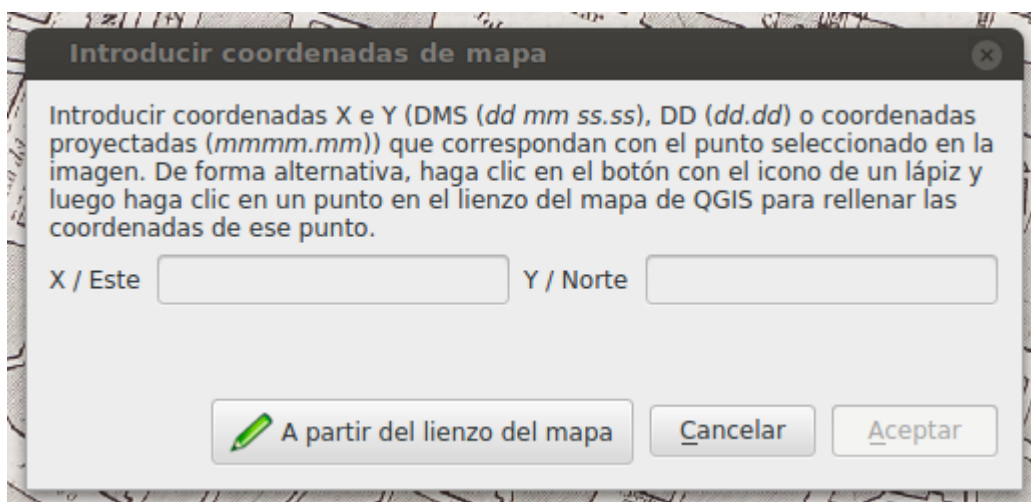 Introducir coordenadas de mapa
Introducir coordenadas X e Y (DMS (dd mm ss.ss), DD (dd.dd) o coordenadas
proyectadas (mmmm.mm)) que correspondan con el punto seleccionado en la
imagen. De forma alternativa, haga clic en el botón con el icono de un lápiz y
luego haga clic en un punto en el lienzo del mapa de QGIS para rellenar las
coordenadas de ese punto.
X / Este Y / Norte
A partir del lienzo del mapa Cancelar Aceptar